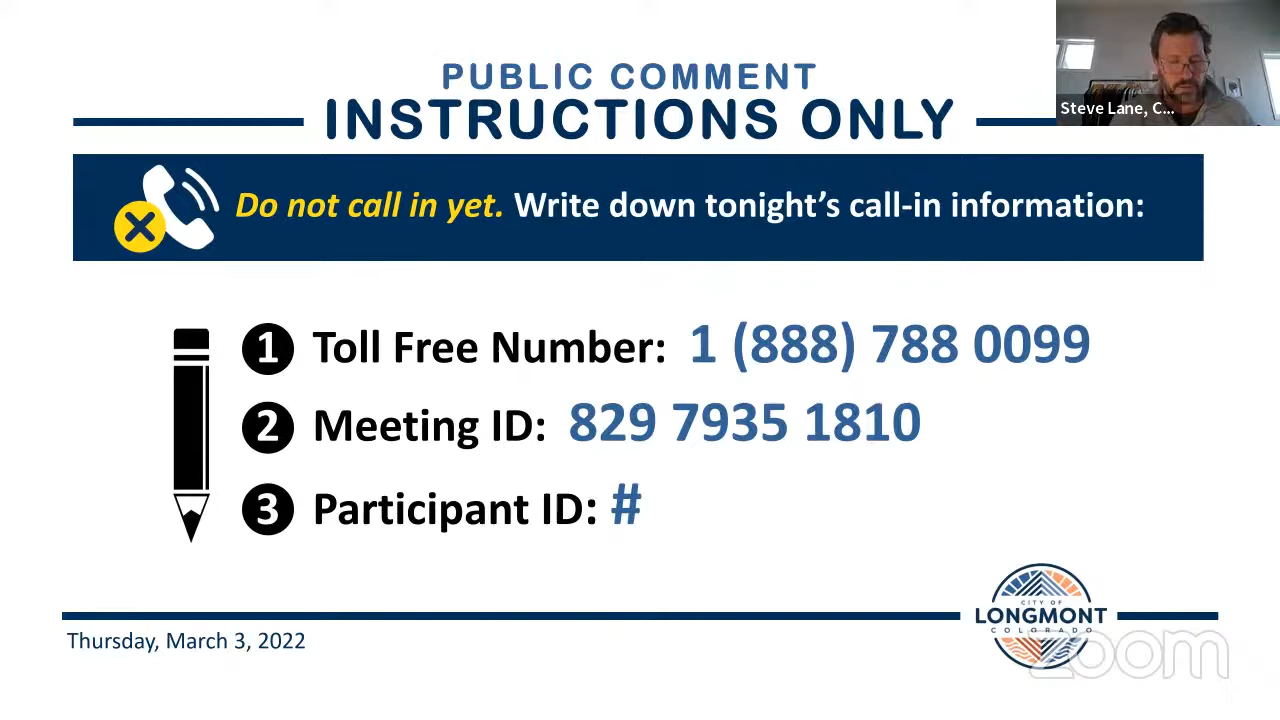 PUBLIC COMMENT
INSTRUCTIONS ONLY
Steve Lane, C...
Do not call in yet. Write down tonight's call-in information:
1 Toll Free Number: 1 (888) 788 0099
2 Meeting ID: 829 7935 1810
3 Participant ID: #
CITY OF
LONGMONT
COLORADO
Thursday, March 3, 2022
zoom